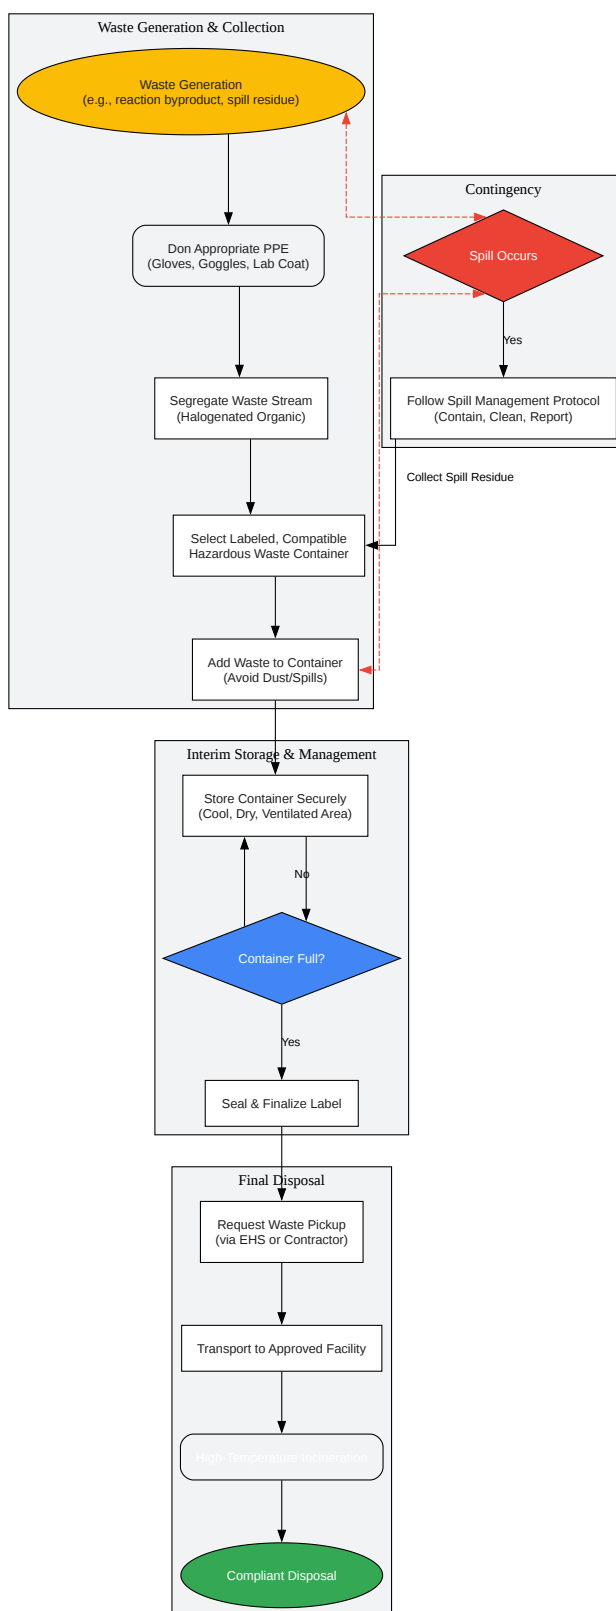 Waste Generation & Collection
Waste Generation
(e.g., reaction byproduct, spill residue)
Contingency
Don Appropriate PPE
(Gloves, Goggles, Lab Coat)
Spill Occurs
Yes
Segregate Waste Stream
(Halogenated Organic)
Follow Spill Management Protocol
(Contain, Clean, Report)
Collect Spill Residue
Select Labeled, Compatible
Hazardous Waste Container
Add Waste to Container
(Avoid Dust/Spills)
Interim Storage & Management
Store Container Securely
(Cool, Dry, Ventilated Area)
No
Container Full?
Yes
Seal & Finalize Label
Final Disposal
Request Waste Pickup
(via EHS or Contractor)
Transport to Approved Facility
High-Temperature Incineration
Compliant Disposal